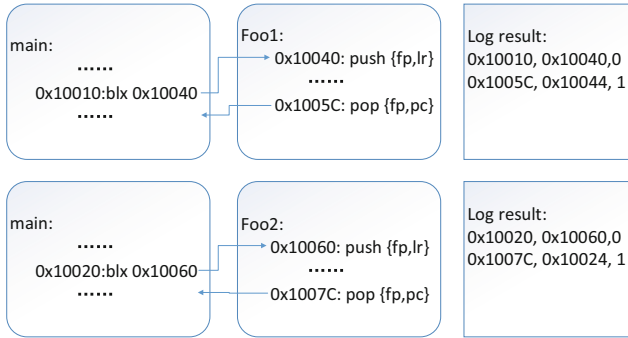 main:
......
0x10010:blx 0x10040
......
Foo1:
0x10040: push {fp,lr}
......
0x1005C: pop {fp,pc}
Log result:
0x10010, 0x10040,0
0x1005C, 0x10044, 1
main:
......
0x10020:blx 0x10060
......
Foo2:
0x10060: push {fp,lr}
......
0x1007C: pop {fp,pc}
Log result:
0x10020, 0x10060,0
0x1007C, 0x10024, 1